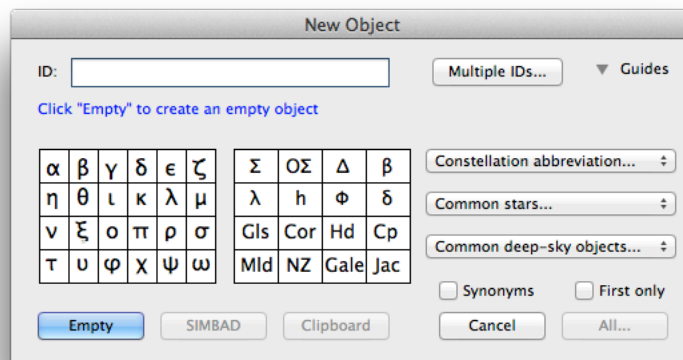 New Object
ID:
Multiple IDs...
Guides
Click "Empty" to create an empty object
α β γ δ ε ζ
η θ ι κ λ μ
ν ξ ο π ρ σ
τ υ φ χ ψ ω
Σ ΟΣ Δ β
λ h Φ δ
Gls Cor Hd Cp
Mld NZ Gale Jac
Constellation abbreviation...
Common stars...
Common deep-sky objects...
Synonyms
First only
Empty
SIMBAD
Clipboard
Cancel
All...